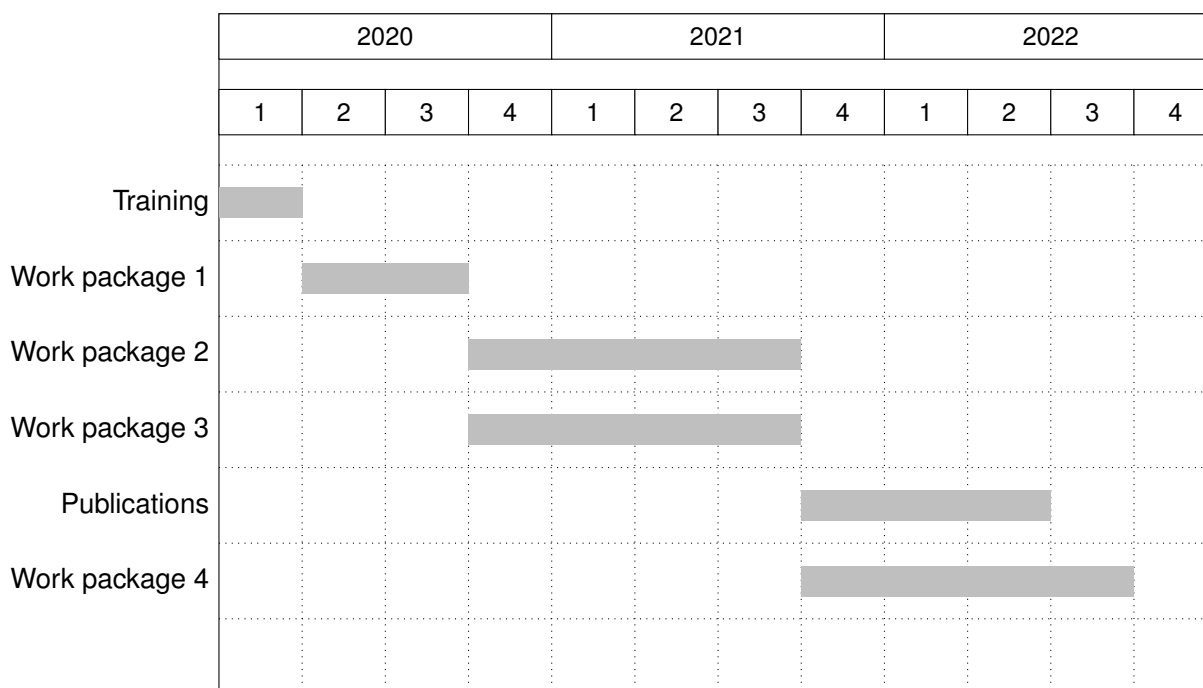 2020 2021 2022
1 2 3 4 1 2 3 4 1 2 3 4
Training
Work package 1
Work package 2
Work package 3
Publications
Work package 4